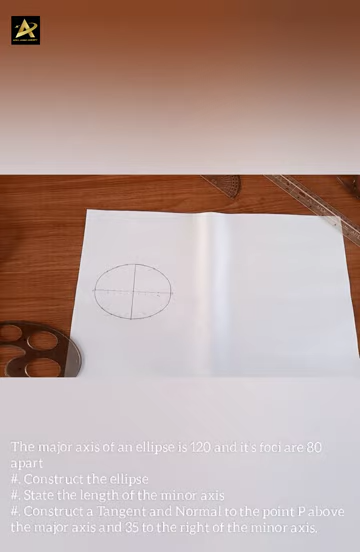 The major axis of an ellipse is 120 and it's foci are 80
apart
#. Construct the ellipse
#. State the length of the minor axis
#. Construct a Tangent and Normal to the point P above
the major axis and 35 to the right of the minor axis.